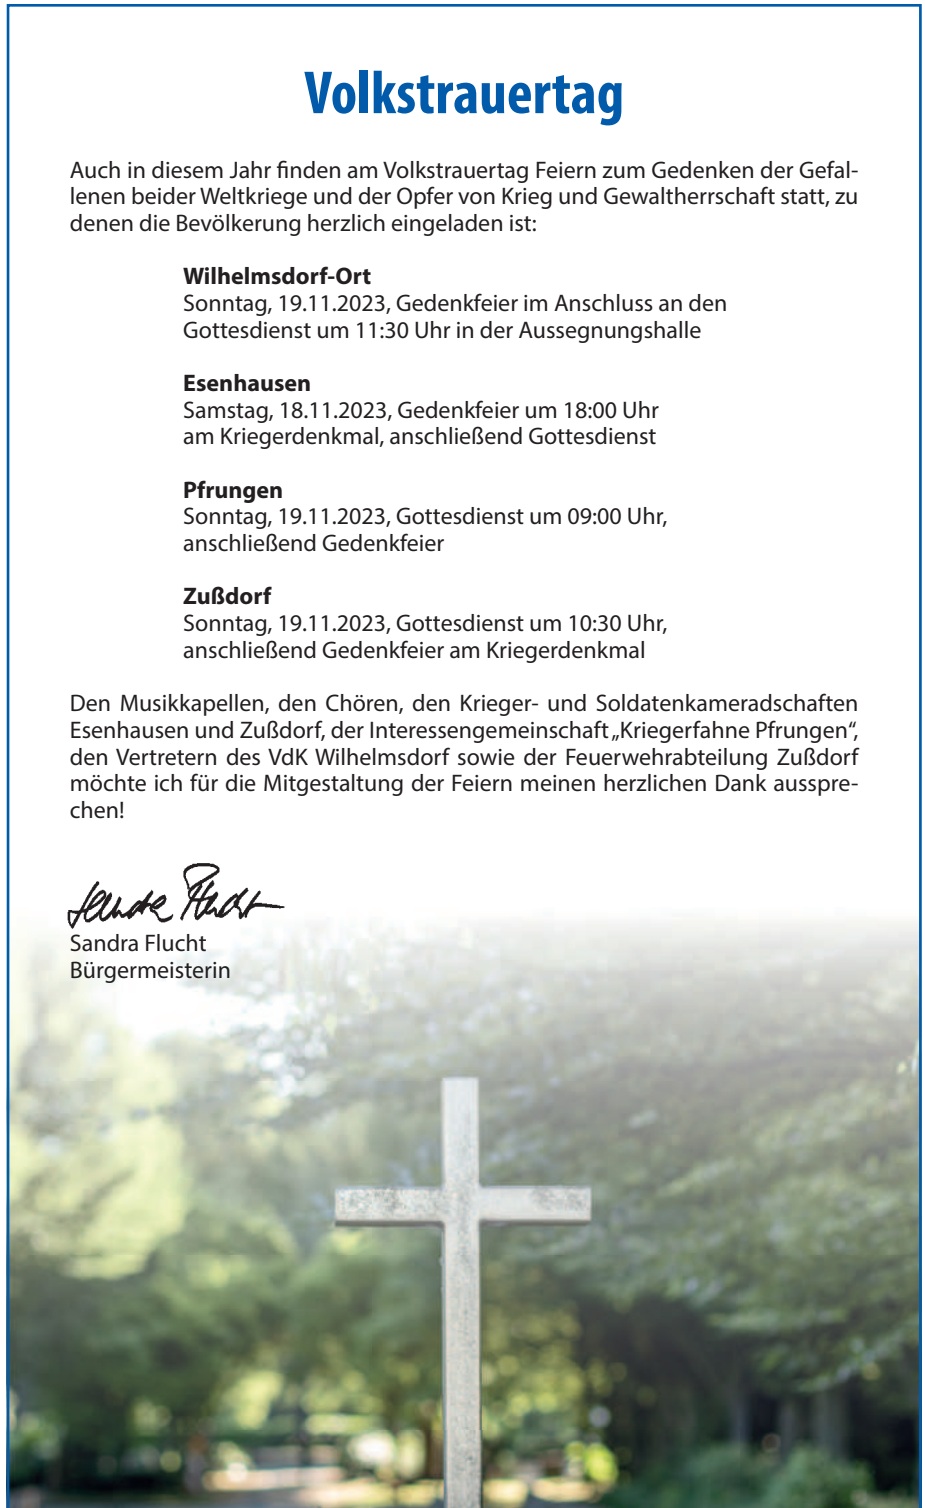 Volkstrauertag
Auch in diesem Jahr finden am Volkstrauertag Feiern zum Gedenken der Gefal-
lenen beider Weltkriege und der Opfer von Krieg und Gewaltherrschaft statt, zu
denen die Bevölkerung herzlich eingeladen ist:
Wilhelmsdorf-Ort
Sonntag, 19.11.2023, Gedenkfeier im Anschluss an den
Gottesdienst um 11:30 Uhr in der Aussegnungshalle
Esenhausen
Samstag, 18.11.2023, Gedenkfeier um 18:00 Uhr
am Kriegerdenkmal, anschließend Gottesdienst
Pfrungen
Sonntag, 19.11.2023, Gottesdienst um 09:00 Uhr,
anschließend Gedenkfeier
Zußdorf
Sonntag, 19.11.2023, Gottesdienst um 10:30 Uhr,
anschließend Gedenkfeier am Kriegerdenkmal
Den Musikkapellen, den Chören, den Krieger- und Soldatenkameradschaften
Esenhausen und Zußdorf, der Interessengemeinschaft „Kriegerfahne Pfrungen“,
den Vertretern des VdK Wilhelmsdorf sowie der Feuerwehrabteilung Zußdorf
möchte ich für die Mitgestaltung der Feiern meinen herzlichen Dank ausspre-
chen!
Sandra Flucht
Sandra Flucht
Bürgermeisterin